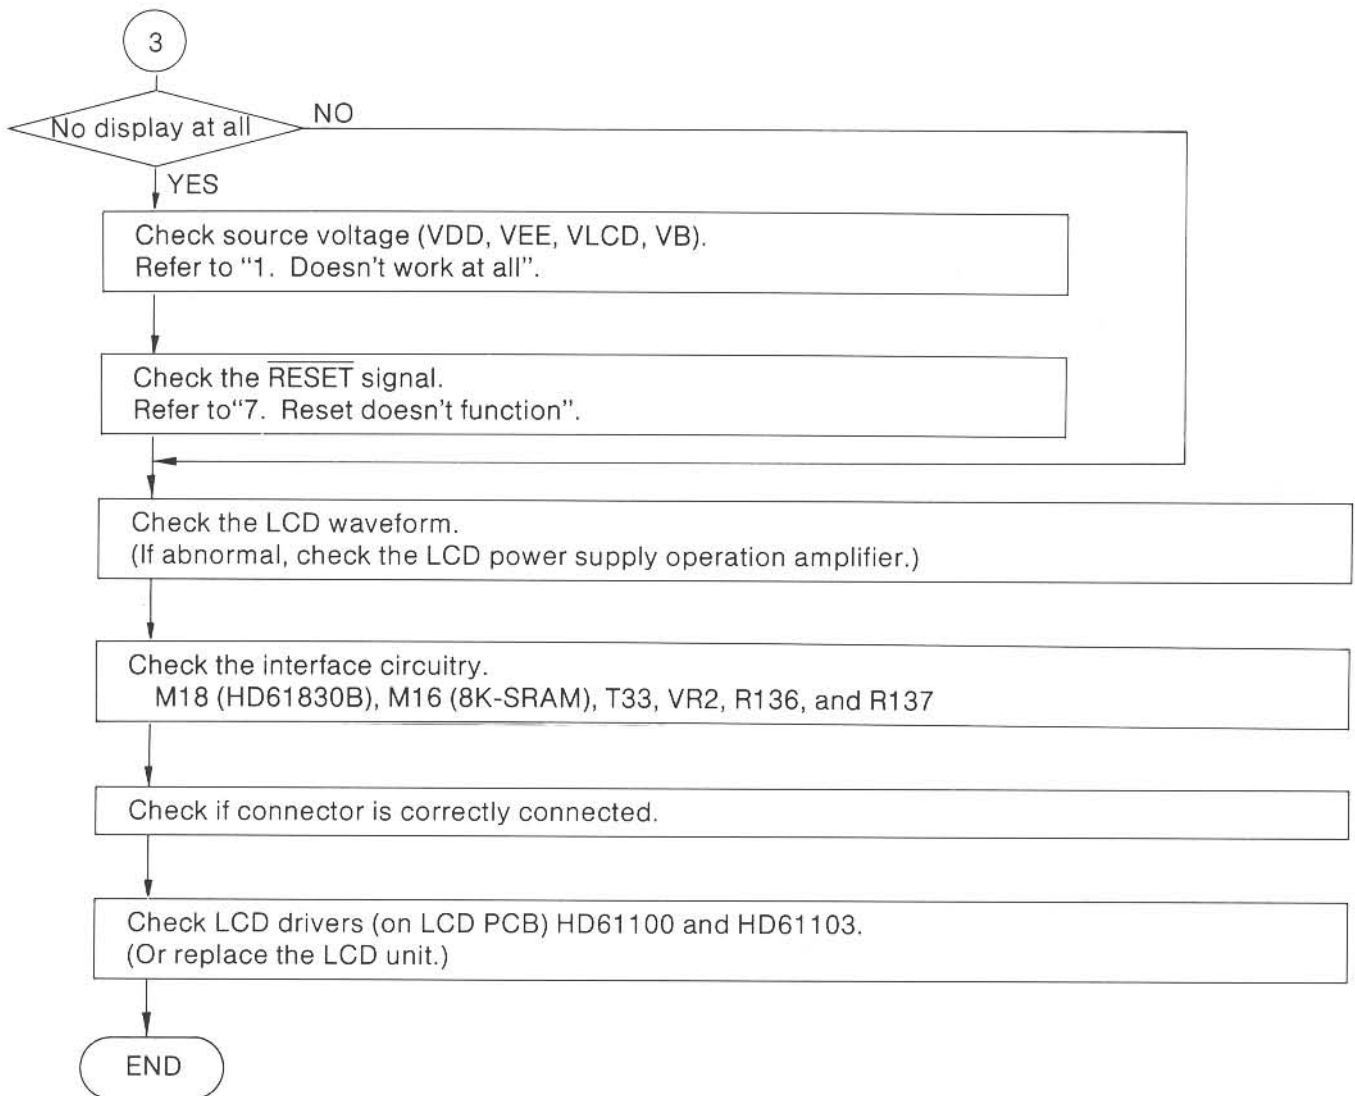 3
No display at all
NO
YES
Check source voltage (VDD, VEE, VLCD, VB).
Refer to “1. Doesn't work at all”.
Check the RESET signal.
Refer to“7. Reset doesn't function”.
Check the LCD waveform.
(If abnormal, check the LCD power supply operation amplifier.)
Check the interface circuitry.
M18 (HD61830B), M16 (8K-SRAM), T33, VR2, R136, and R137
Check if connector is correctly connected.
Check LCD drivers (on LCD PCB) HD61100 and HD61103.
(Or replace the LCD unit.)
END